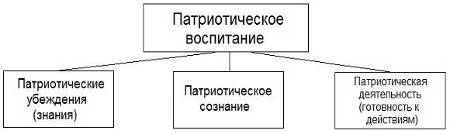 Патриотическое
воспитание
Патриотические
убеждения
(знания)
Патриотическое
сознание
Патриотическая
деятельность
(готовность к
действиям)